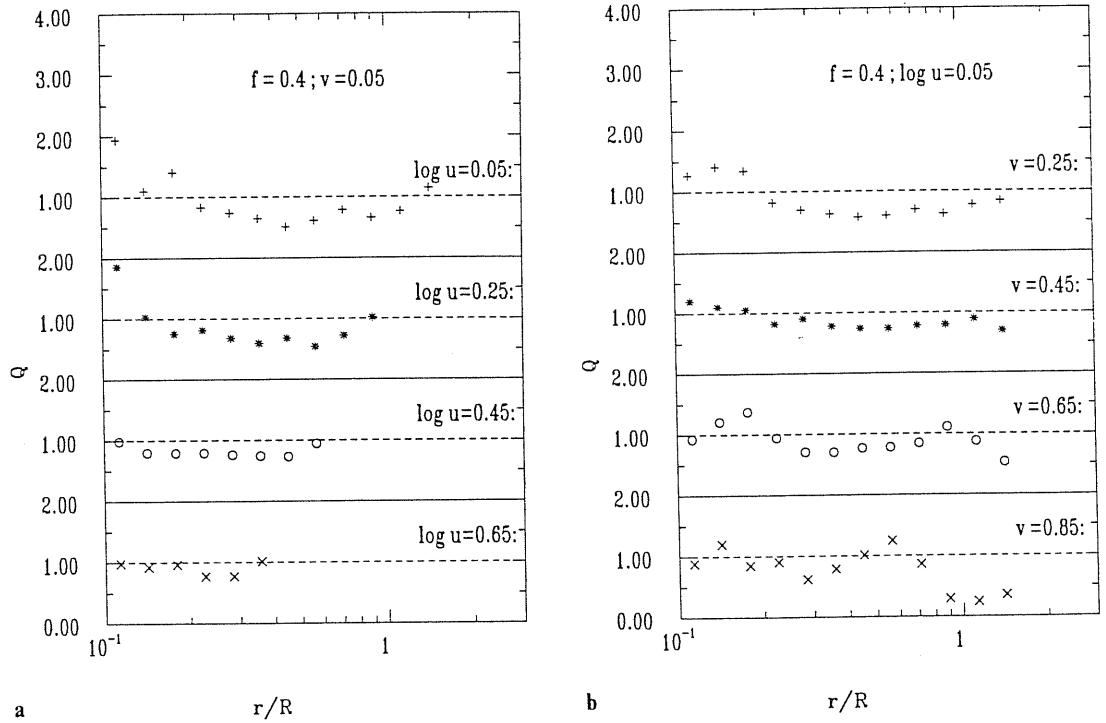 4.00
3.00
2.00
1.00
2.00
1.00
2.00
1.00
2.00
1.00
0.00
Q
f = 0.4 ; v = 0.05
log u=0.05:
log u=0.25:
log u=0.45:
log u=0.65:
10⁻¹
1
r/R
a
4.00
3.00
2.00
1.00
2.00
1.00
2.00
1.00
2.00
1.00
0.00
Q
f = 0.4 ; log u=0.05
v =0.25:
v =0.45:
v =0.65:
v =0.85:
10⁻¹
1
r/R
b